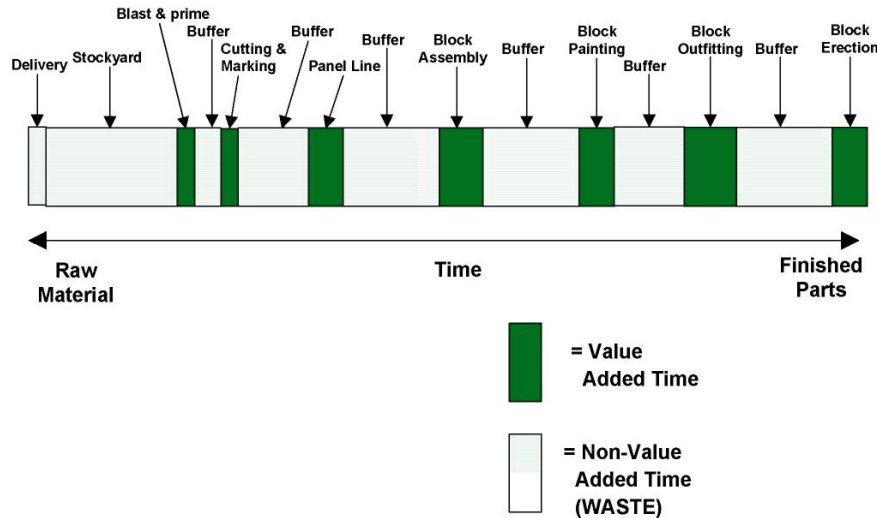 Delivery
Stockyard
Blast & prime
Buffer
Cutting &
Marking
Buffer
Panel Line
Buffer
Block
Assembly
Buffer
Block
Painting
Buffer
Block
Outfitting
Buffer
Block
Erection
Raw
Material
Time
Finished
Parts
= Value
Added Time
= Non-Value
Added Time
(WASTE)